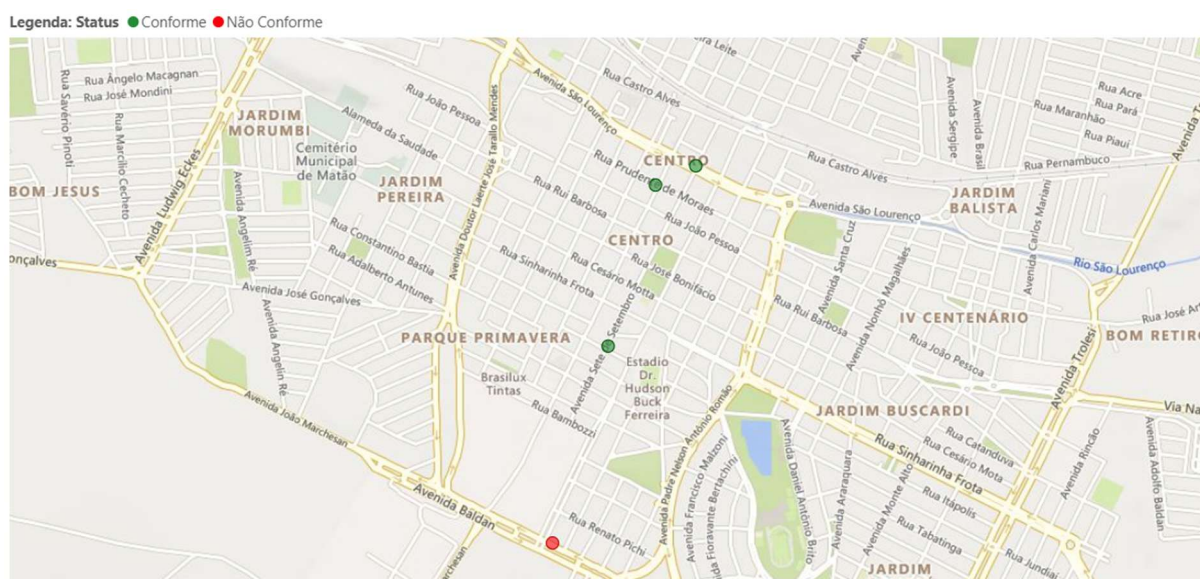 Legenda: Status Conforme Não Conforme
Rua Ângelo Macagnan
Rua José Mondini
Rua Savério Pinoti
Rua Marcilio Cecheto
JARDIM
MORUMBI
BOM JESUS
Avenida Ludwig Eckes
Avenida Angelim Ré
Cemitério
Municipal
de Matão
Alameda da Saudade
Rua João Pessoa
JARDIM
PEREIRA
Avenida Doutor Laerte José Tarallo Mendes
Avenida São Lourenço
Rua Castro Alves
CENTRO
Rua Prudente de Moraes
Rua Rui Barbosa
Rua João Pessoa
Rua Castro Alves
Avenida Sergipe
Avenida Brasil
Rua Acre
Rua Pará
Rua Maranhão
Rua Piauí
Rua Pernambuco
JARDIM
BALISTA
Avenida São Lourenço
Avenida Carlos Mariani
Rio São Lourenço
CENTRO
Rua José Bonifácio
Rua Cesário Motta
Rua Sinharinha Frota
Rua Constantino Bastia
Rua Adalberto Antunes
Avenida José Gonçalves
Avenida Angelin Ré
PARQUE PRIMAVERA
Avenida Sete de Setembro
Avenida Santa Cruz
Avenida Nonhô Magalhães
Rua Rui Barbosa
IV CENTENÁRIO
Rua João Pessoa
Avenida Trolesi
BOM RETIRO
Brasilux
Tintas
Estadio
Dr.
Hudson
Buck
Ferreira
Rua Bambozzi
Avenida João Marchesan
Avenida Baldan
Rua Renato Pichi
Avenida Padre Nelson Antônio Romão
Avenida Francisco Malzoni
Fioravante Bertachini
Avenida Daniel Antônio Brito
Avenida Araraquara
Avenida Monte Alto
JARDIM BUSCARDI
Rua Sinharinha Frota
Rua Catanduva
Rua Cesário Mota
Rua Itápolis
Rua Tabatinga
Rua Jundiaí
Avenida Rincão
Avenida Adolfo Baldan
JARDIM